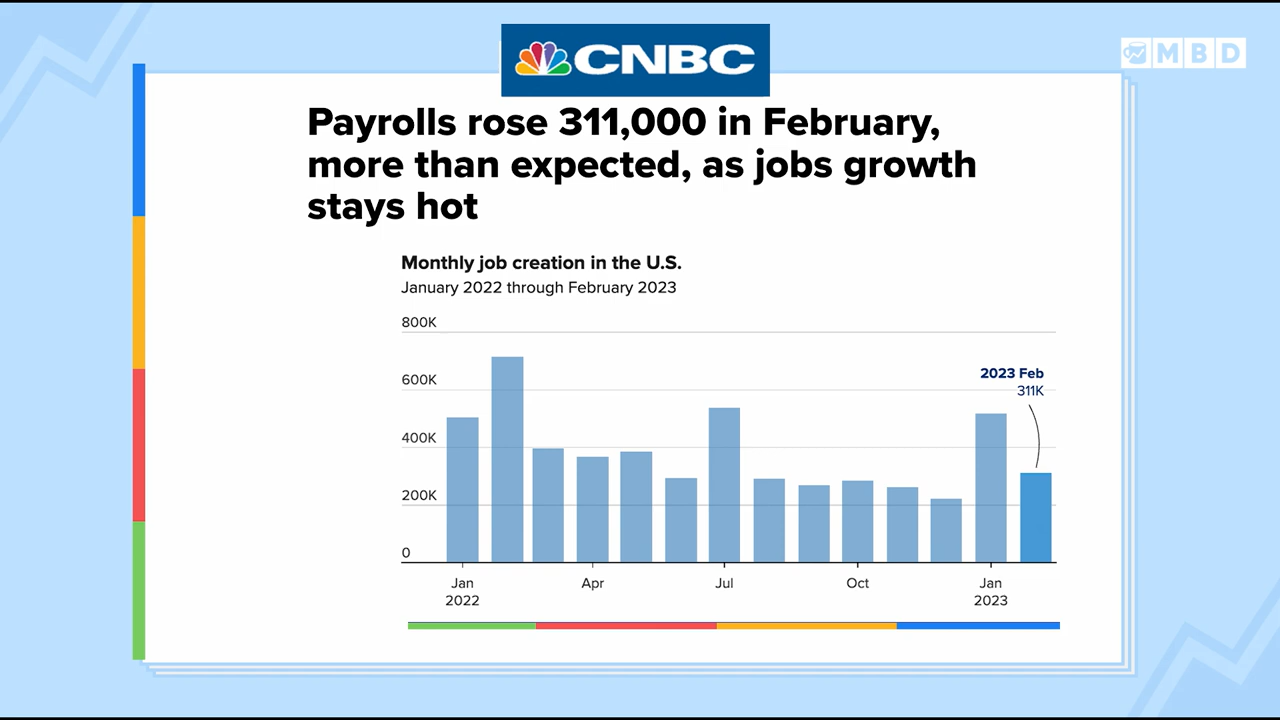 CNBC
MBD
Payrolls rose 311,000 in February,
more than expected, as jobs growth
stays hot
Monthly job creation in the U.S.
January 2022 through February 2023
800K
600K
400K
200K
0
2023 Feb
311K
Jan Apr Jul Oct Jan
2022 2023